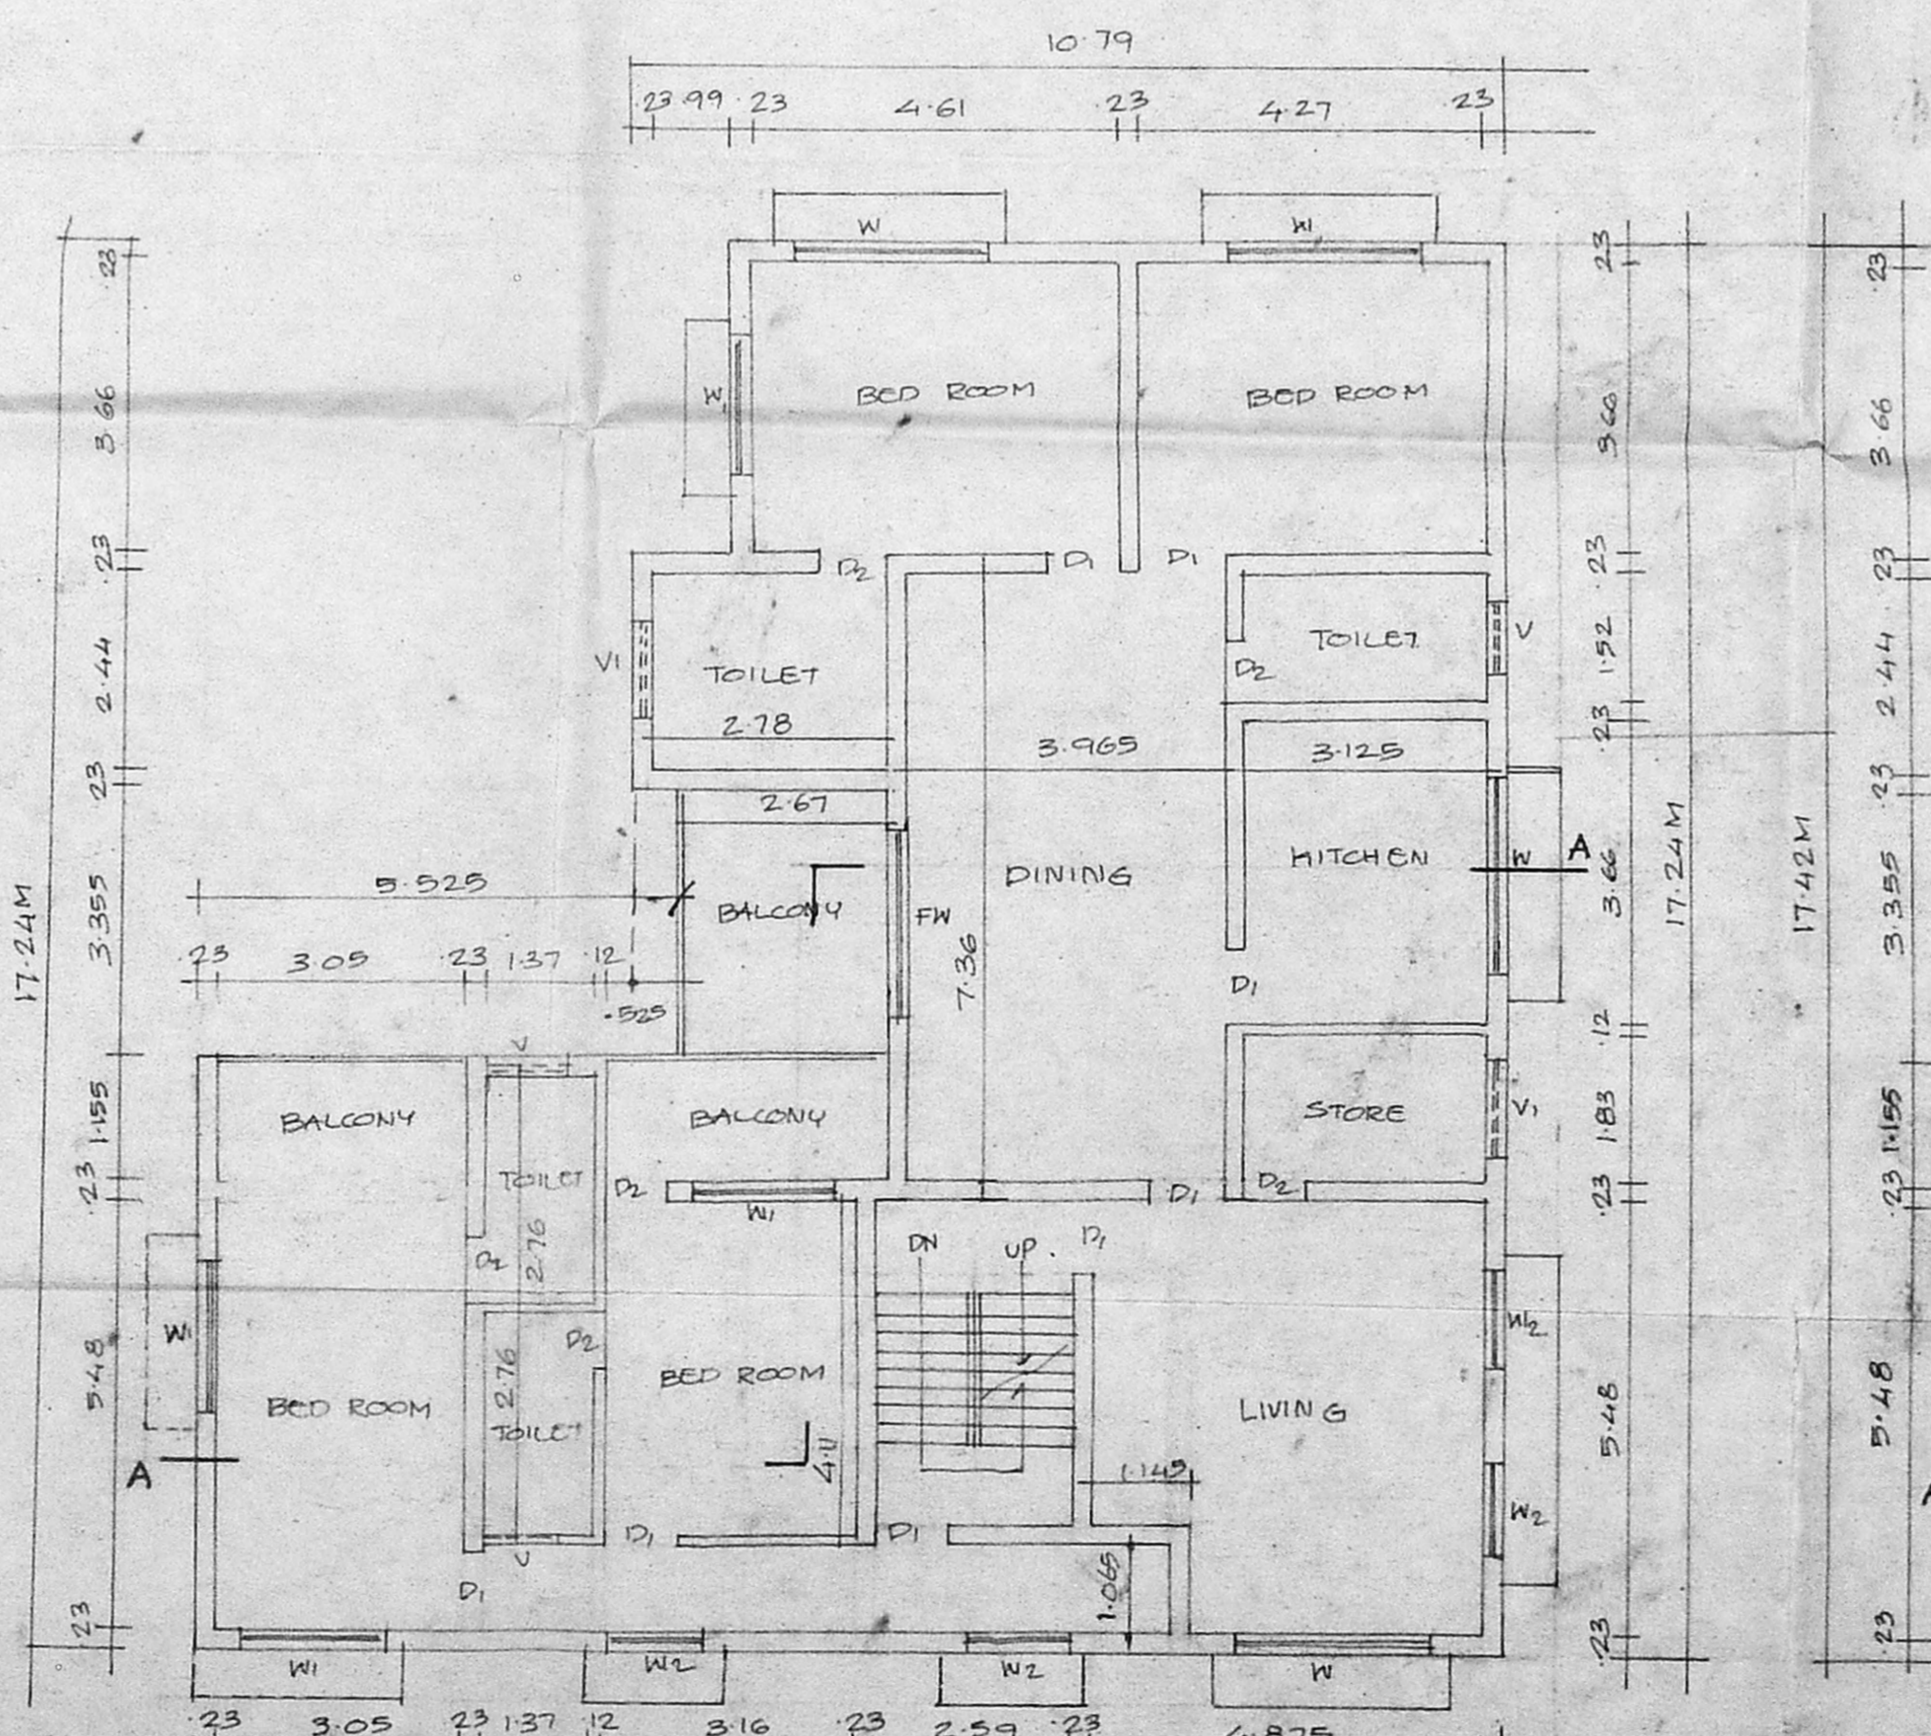 10.79
.23 .99 .23 4.61 .23 4.27 .23
W W
.23 .23 .23
3.66 W BED ROOM BED ROOM 3.66 3.66
.23 D2 D1 D1 .23 .23
2.44 V1 TOILET TOILET V 1.52 2.44
D2
2.78 .23
.23 3.965 3.125 .23
2.67
17.24M 3.355 5.525 BALCONY FW DINING KITCHEN W A 3.66 17.24M 17.42M 3.355
.23 3.05 .23 1.37 .12 7.36 D1
.525 .12
V
1.155 BALCONY BALCONY STORE V1 1.83 1.155
TOILET D2 D1 D2
.23 W1 .23 .23
DN UP. D1
D2 2.76
W1 D2 W2
5.48 2.76 BED ROOM 5.48 5.48
BED ROOM TOILET LIVING
A 4.11 1.145 W2
D1 D1
V
D1 1.065
.23 .23 .23
W1 W2 W2 W
.23 3.05 .23 1.37 .12 3.16 .23 2.59 .23 4.875